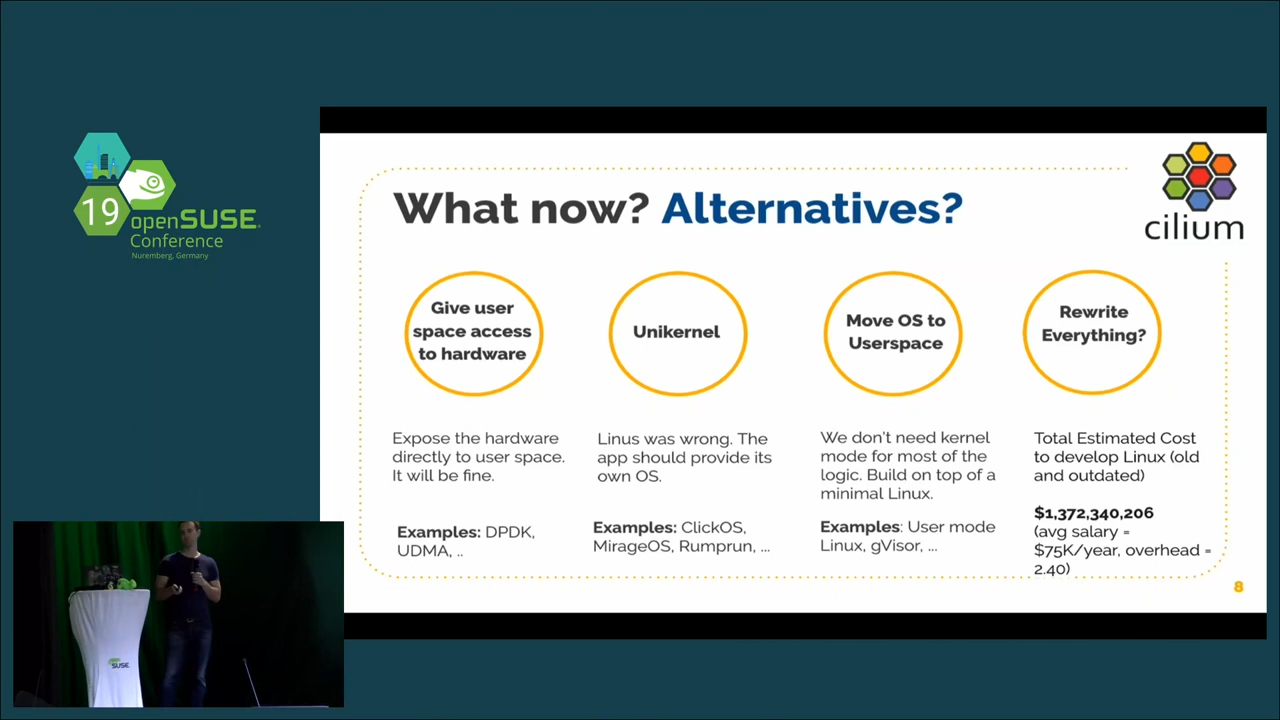 19
openSUSE
Conference
Nuremberg, Germany
cilium
What now? Alternatives?
Give user
space access
to hardware
Unikernel
Move OS to
Userspace
Rewrite
Everything?
Expose the hardware
directly to user space.
It will be fine.
Examples: DPDK,
UDMA, ..
Linus was wrong. The
app should provide its
own OS.
Examples: ClickOS,
MirageOS, Rumprun, ...
We don't need kernel
mode for most of the
logic. Build on top of a
minimal Linux.
Examples: User mode
Linux, gVisor, ...
Total Estimated Cost
to develop Linux (old
and outdated)
$1,372,340,206
(avg salary =
$75K/year, overhead =
2.40)
8
SUSE